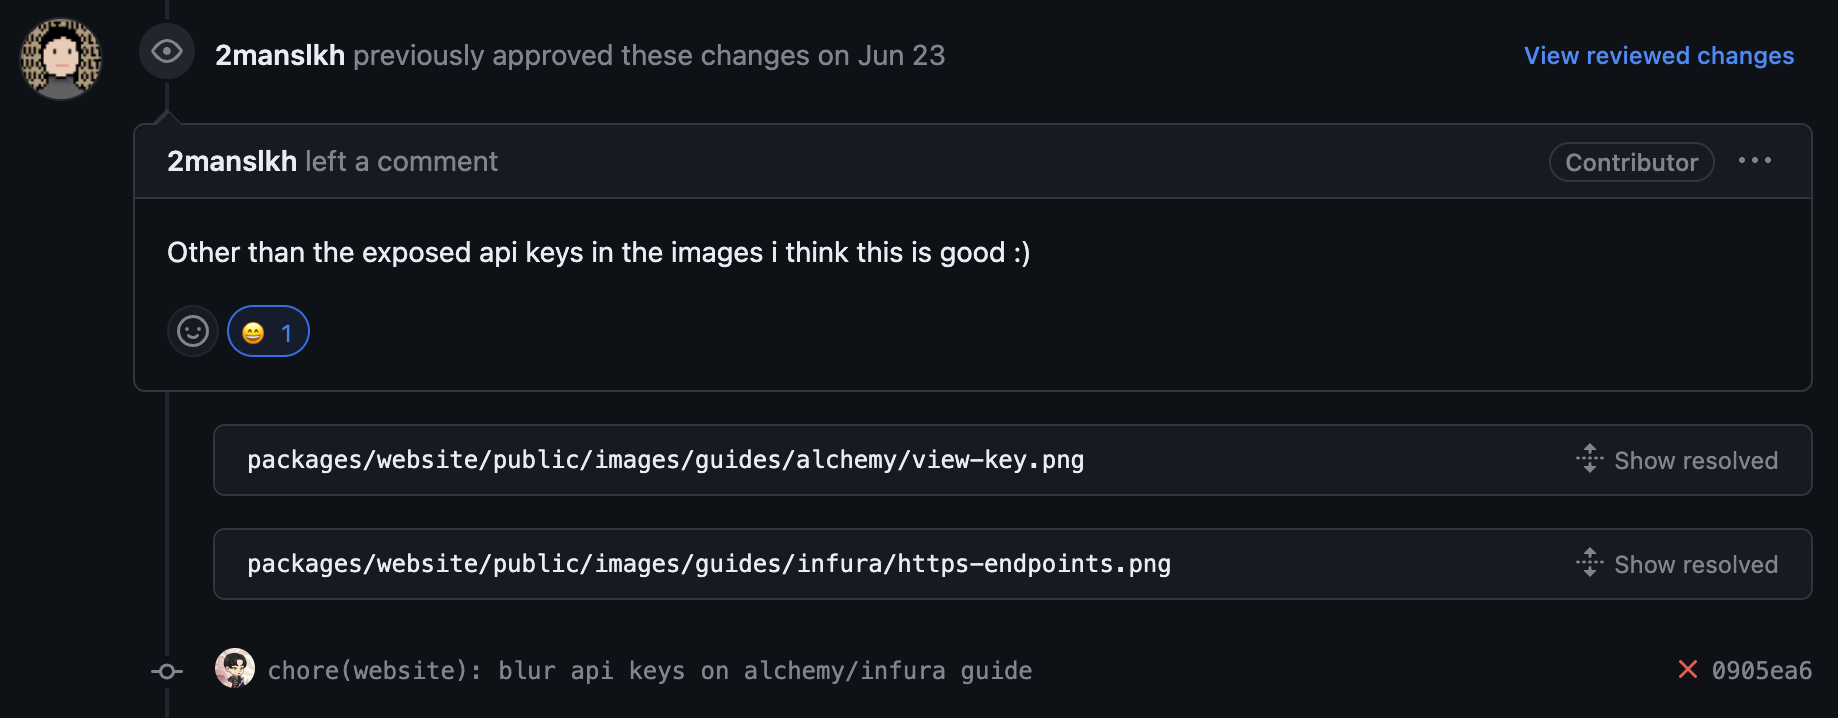 2manslkh previously approved these changes on Jun 23
View reviewed changes
2manslkh left a comment
Contributor
Other than the exposed api keys in the images i think this is good :)
😄 1
packages/website/public/images/guides/alchemy/view-key.png
Show resolved
packages/website/public/images/guides/infura/https-endpoints.png
Show resolved
chore(website): blur api keys on alchemy/infura guide
0905ea6